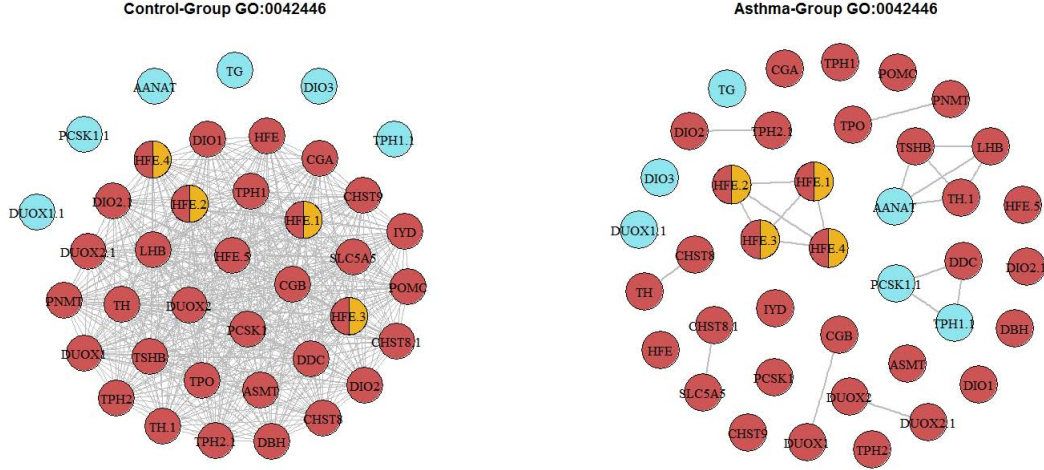 Control-Group GO:0042446
TG
AANAT
DIO3
PCSK1.1
TPH1.1
HFE.4
DIO1
HFE
CGA
DUOX1.1
DIO2.1
HFE.2
TPH1
HFE.1
CHST9
DUOX2.1
LHB
HFE.5
SLC5A5
IYD
PNMT
TH
DUOX2
CGB
POMC
HFE.3
DUOX1
TSHB
PCSK1
CHST8.1
TPH2
TPO
ASMT
DDC
DIO2
TH.1
TPH2.1
DBH
CHST8
Asthma-Group GO:0042446
TG
CGA
TPH1
POMC
PNMT
DIO2
TPH2.1
TPO
TSHB
LHB
DIO3
HFE.2
HFE.1
AANAT
TH.1
HFE.5
DUOX1.1
HFE.3
HFE.4
CHST8
DDC
DIO2.1
TH
PCSK1.1
TPH1.1
IYD
CHST8.1
CGB
DBH
HFE
SLC5A5
PCSK1
ASMT
DIO1
DUOX2
DUOX2.1
CHST9
DUOX1
TPH2